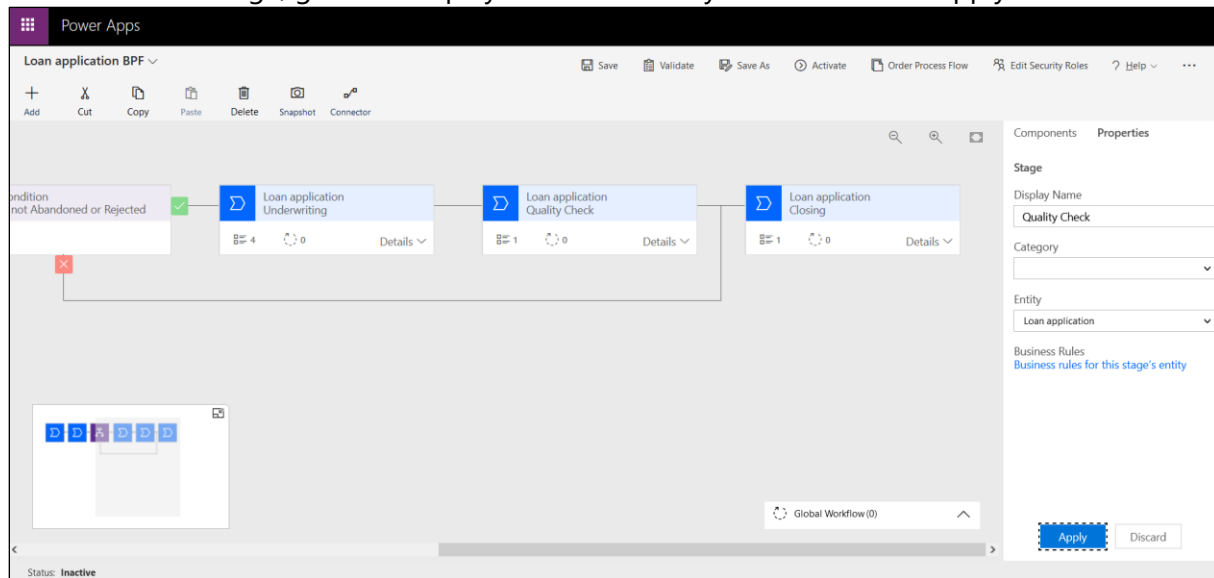 Power Apps
Loan application BPF
Save
Validate
Save As
Activate
Order Process Flow
Edit Security Roles
? Help
...
Add
Cut
Copy
Paste
Delete
Snapshot
Connector
Components Properties
Stage
Display Name
Quality Check
Category
Entity
Loan application
Business Rules
Business rules for this stage's entity
ondition
not Abandoned or Rejected
Loan application
Underwriting
4 0 Details
Loan application
Quality Check
1 0 Details
Loan application
Closing
1 0 Details
Global Workflow (0)
Apply Discard
Status: Inactive